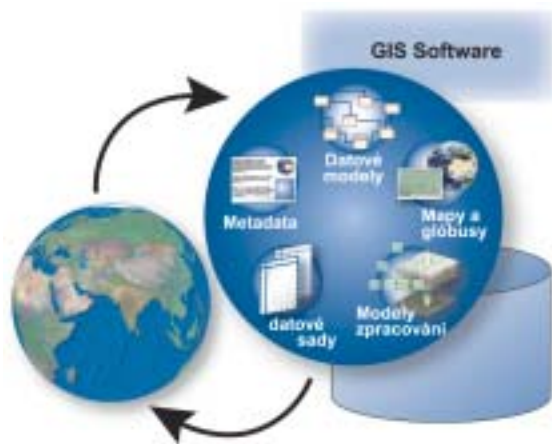 GIS Software
Datové
modely
Metadata
Mapy a
glóbusy
datové
sady
Modely
zpracování